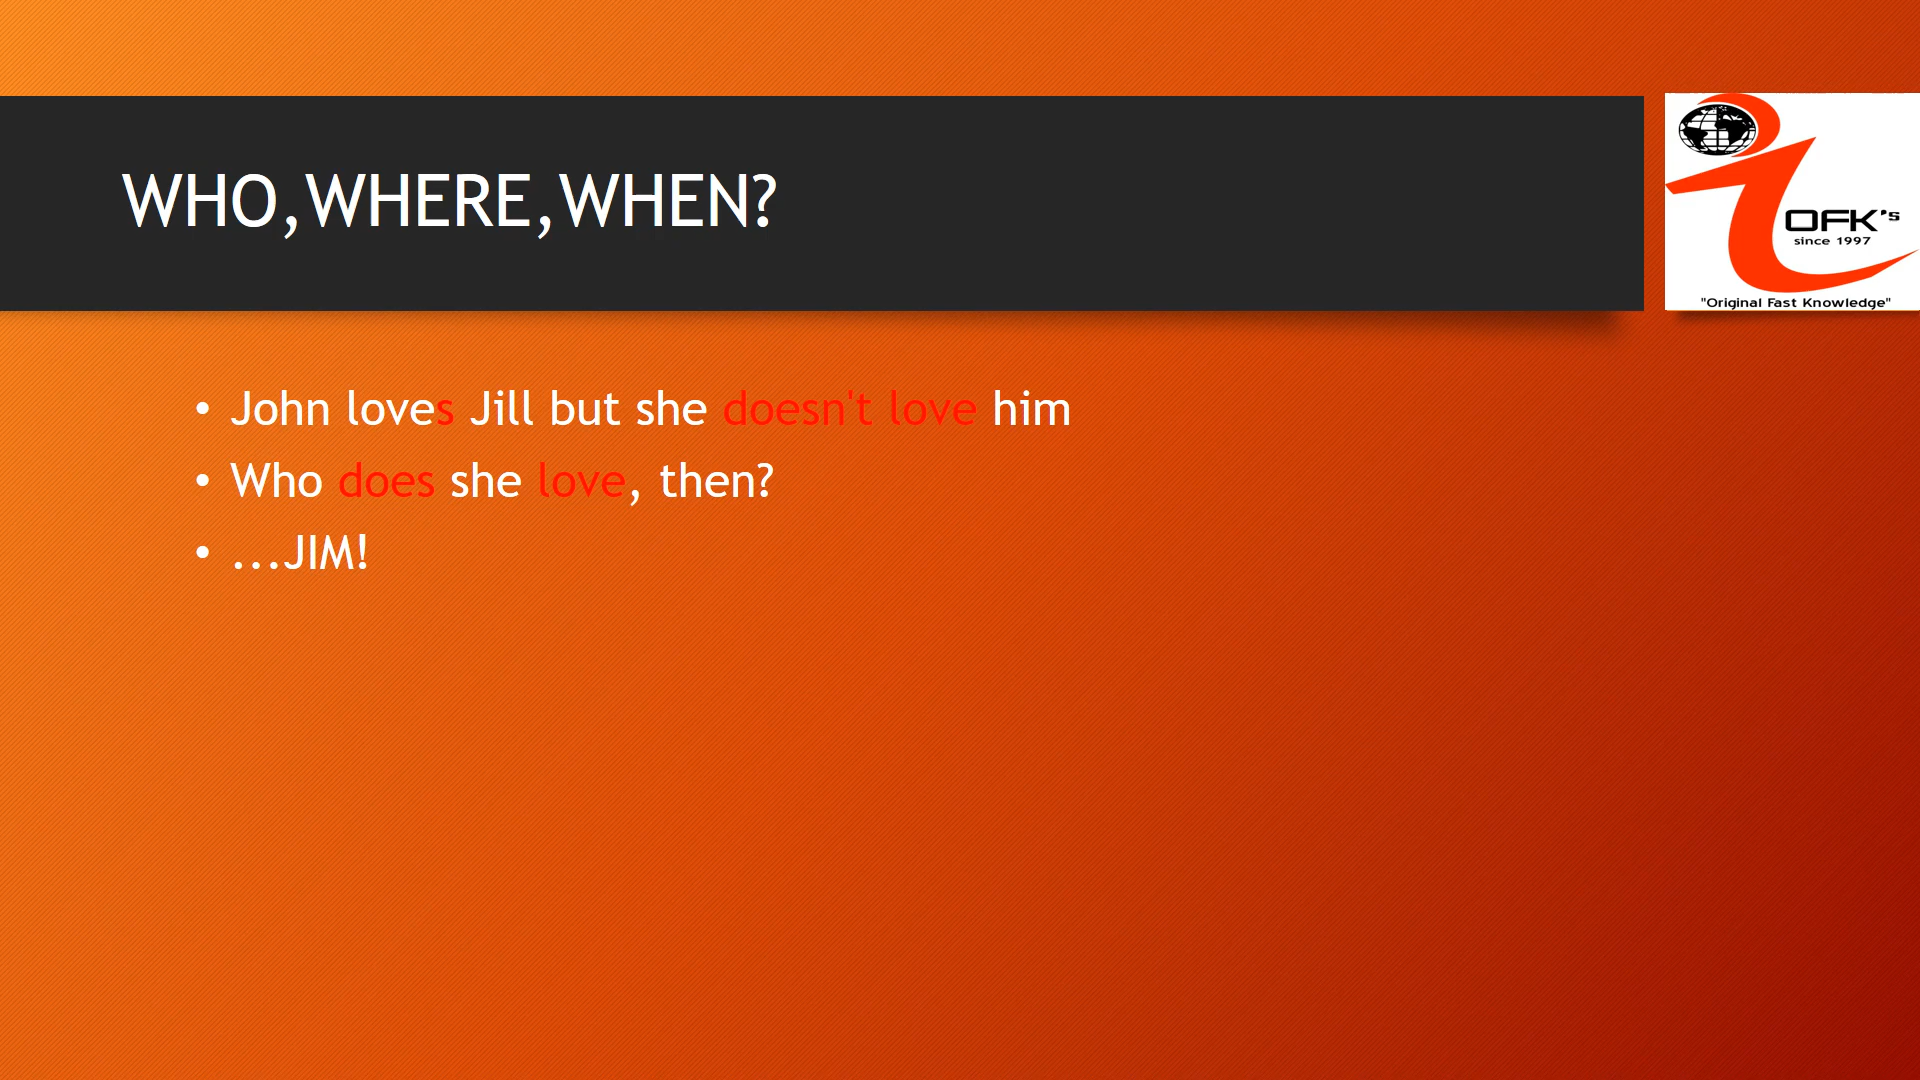 WHO,WHERE,WHEN?
OFK's
since 1997
"Original Fast Knowledge"
• John loves Jill but she doesn't love him
• Who does she love, then?
• ...JIM!